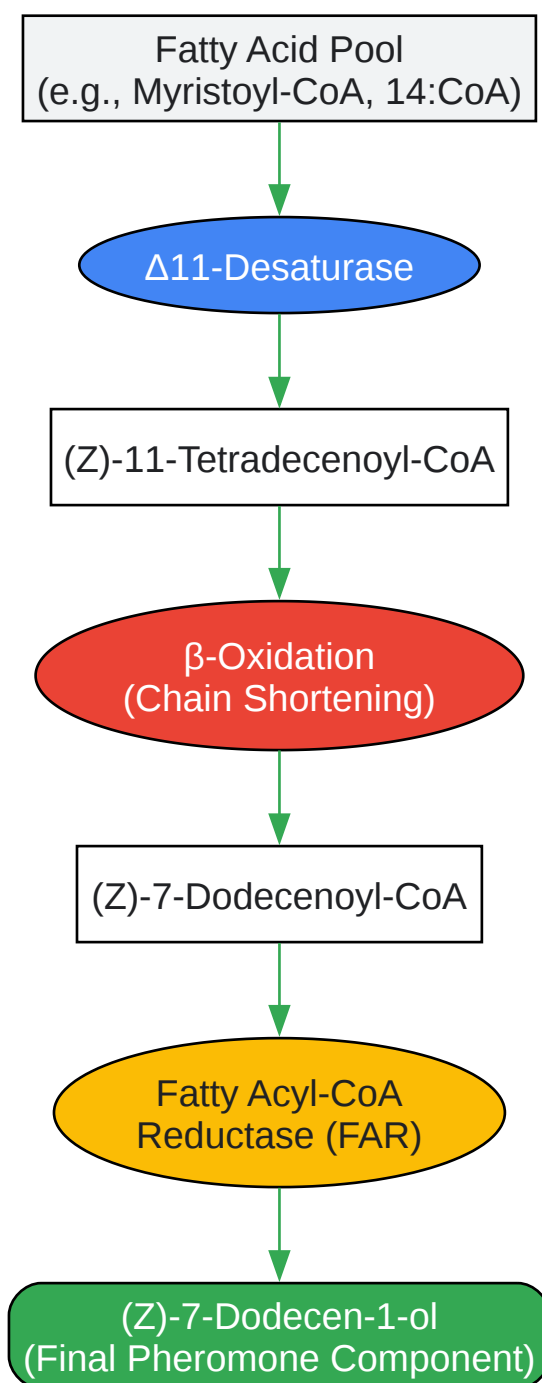 Fatty Acid Pool
(e.g., Myristoyl-CoA, 14:CoA)
Δ11-Desaturase
(Z)-11-Tetradecenoyl-CoA
β-Oxidation
(Chain Shortening)
(Z)-7-Dodecenoyl-CoA
Fatty Acyl-CoA
Reductase (FAR)
(Z)-7-Dodecen-1-ol
(Final Pheromone Component)